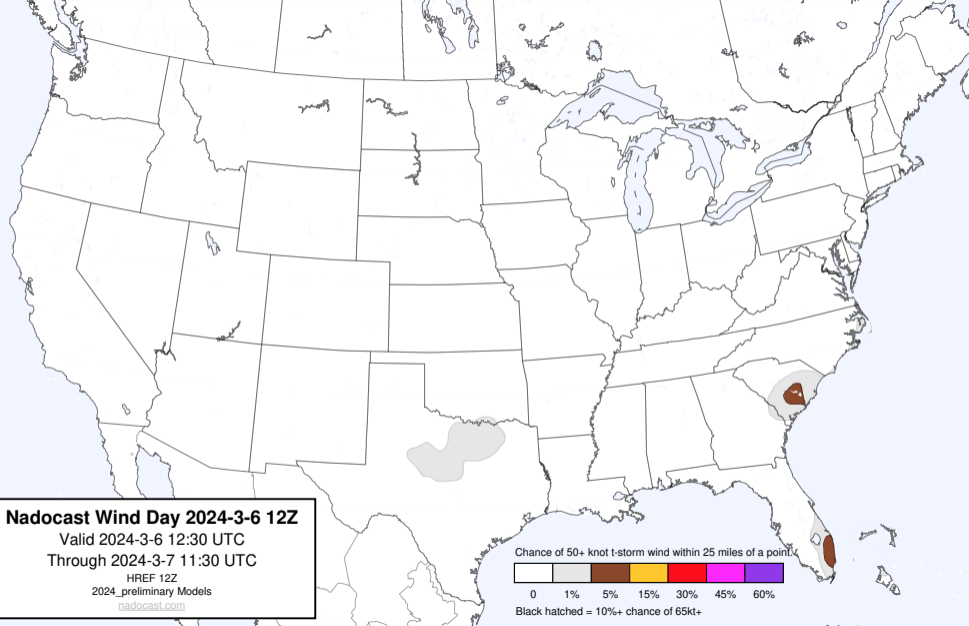 Nadocast Wind Day 2024-3-6 12Z
Valid 2024-3-6 12:30 UTC
Through 2024-3-7 11:30 UTC
HREF 12Z
2024_preliminary Models
nadocast.com
Chance of 50+ knot t-storm wind within 25 miles of a point.
0 1% 5% 15% 30% 45% 60%
Black hatched = 10%+ chance of 65kt+